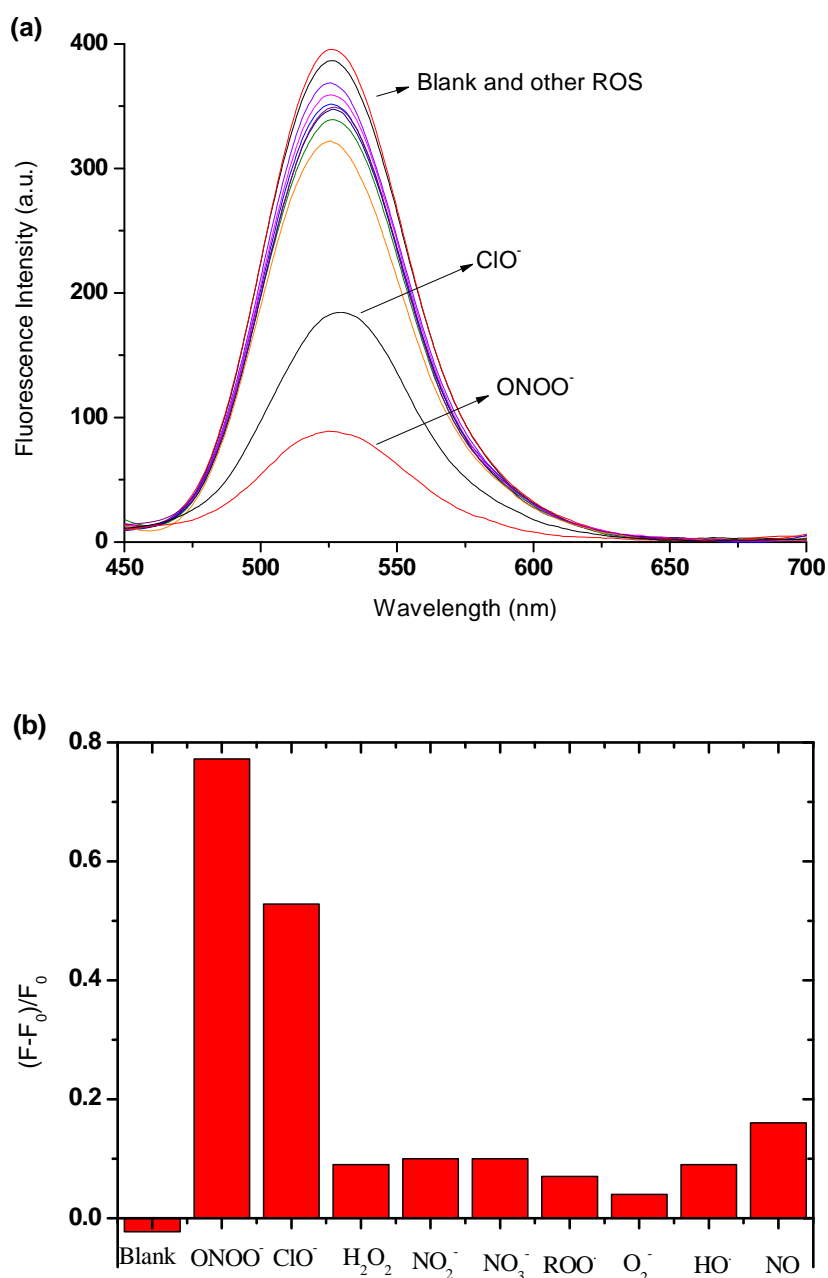 (a)
400
300
200
100
0
Fluorescence Intensity (a.u.)
Blank and other ROS
ClO⁻
ONOO⁻
450 500 550 600 650 700
Wavelength (nm)
(b)
0.8
0.6
0.4
0.2
0.0
(F-F₀)/F₀
Blank ONOO⁻ ClO⁻ H₂O₂ NO₂⁻ NO₃⁻ ROO· O₂⁻ HO· NO